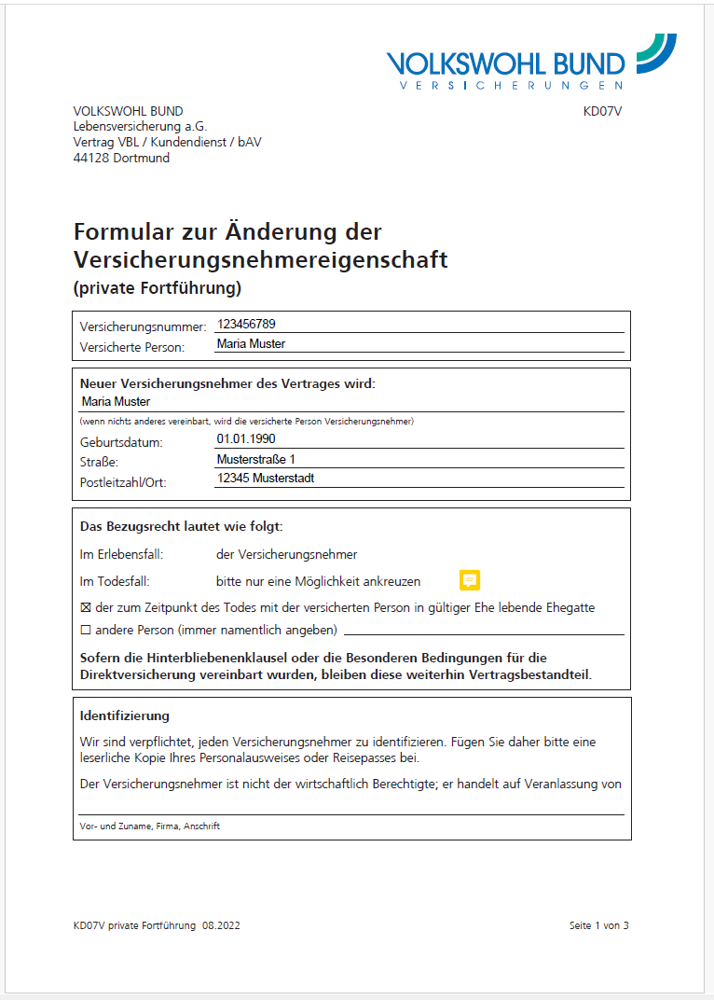 VOLKSWOHL BUND
VERSICHERUNGEN
VOLKSWOHL BUND
Lebensversicherung a.G.
Vertrag VBL / Kundendienst / bAV
44128 Dortmund
KD07V
Formular zur Änderung der
Versicherungsnehmereigenschaft
(private Fortführung)
Versicherungsnummer: 123456789
Versicherte Person: Maria Muster
Neuer Versicherungsnehmer des Vertrages wird:
Maria Muster
(wenn nichts anderes vereinbart, wird die versicherte Person Versicherungsnehmer)
Geburtsdatum: 01.01.1990
Straße: Musterstraße 1
Postleitzahl/Ort: 12345 Musterstadt
Das Bezugsrecht lautet wie folgt:
Im Erlebensfall: der Versicherungsnehmer
Im Todesfall: bitte nur eine Möglichkeit ankreuzen
☒ der zum Zeitpunkt des Todes mit der versicherten Person in gültiger Ehe lebende Ehegatte
☐ andere Person (immer namentlich angeben)
Sofern die Hinterbliebenenklausel oder die Besonderen Bedingungen für die
Direktversicherung vereinbart wurden, bleiben diese weiterhin Vertragsbestandteil.
Identifizierung
Wir sind verpflichtet, jeden Versicherungsnehmer zu identifizieren. Fügen Sie daher bitte eine
leserliche Kopie Ihres Personalausweises oder Reisepasses bei.
Der Versicherungsnehmer ist nicht der wirtschaftlich Berechtigte; er handelt auf Veranlassung von
Vor- und Zuname, Firma, Anschrift
KD07V private Fortführung 08.2022
Seite 1 von 3